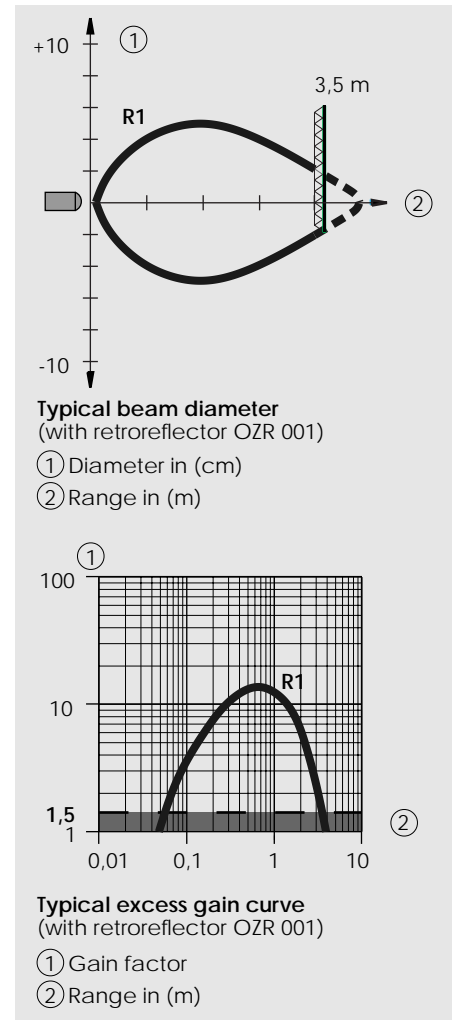 +10
①
3,5 m
R1
②
-10
Typical beam diameter
(with retroreflector OZR 001)
① Diameter in (cm)
② Range in (m)
①
100
R1
10
1,5
②
1
0,01 0,1 1 10
Typical excess gain curve
(with retroreflector OZR 001)
① Gain factor
② Range in (m)